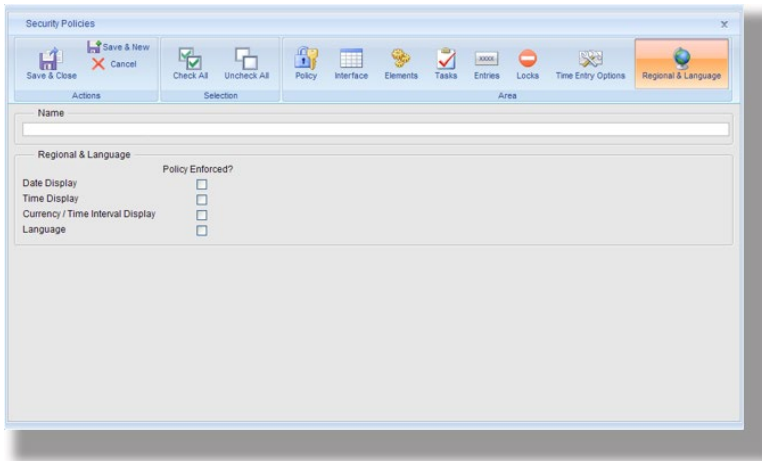 Security Policies
x
Save & Close
Save & New
Cancel
Actions
Check All
Uncheck All
Selection
Policy
Interface
Elements
Tasks
XXXX
Entries
Locks
Time Entry Options
Regional & Language
Area
Name
Regional & Language
Policy Enforced?
Date Display
Time Display
Currency / Time Interval Display
Language